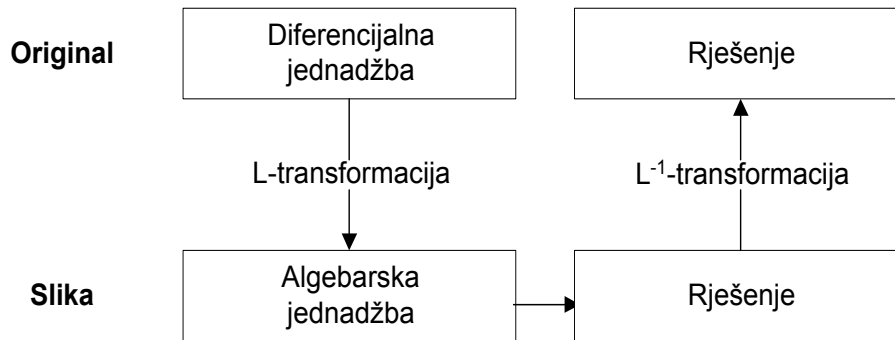 Original
Diferencijalna
jednadžba
Rješenje
L-transformacija
L⁻¹-transformacija
Slika
Algebarska
jednadžba
Rješenje